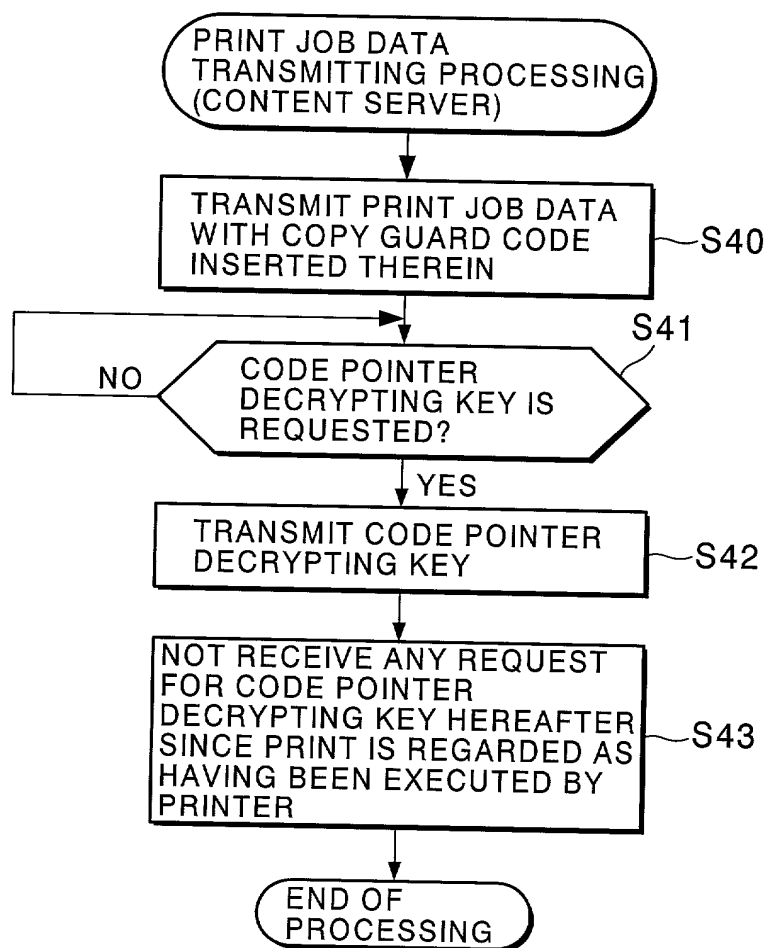 PRINT JOB DATA
TRANSMITTING PROCESSING
(CONTENT SERVER)
TRANSMIT PRINT JOB DATA
WITH COPY GUARD CODE
INSERTED THEREIN
S40
S41
CODE POINTER
DECRYPTING KEY IS
REQUESTED?
NO
YES
TRANSMIT CODE POINTER
DECRYPTING KEY
S42
NOT RECEIVE ANY REQUEST
FOR CODE POINTER
DECRYPTING KEY HEREAFTER
SINCE PRINT IS REGARDED AS
HAVING BEEN EXECUTED BY
PRINTER
S43
END OF
PROCESSING